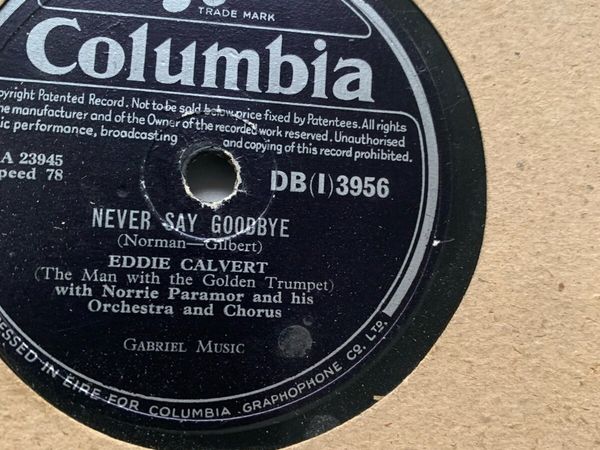 TRADE MARK
Columbia
opyright Patented Record. Not to be sold below price fixed by Patentees. All rights
manufacturer and of the Owner of the recorded work reserved. Unauthorised
performance, broadcasting and copying of this record prohibited.
A 23945
peed 78
DB(I) 3956
NEVER SAY GOODBYE
(Norman—Gilbert)
EDDIE CALVERT
(The Man with the Golden Trumpet)
with Norrie Paramor and his
Orchestra and Chorus
GABRIEL MUSIC
ESSED IN EIRE FOR COLUMBIA GRAPHOPHONE CO. LTD.